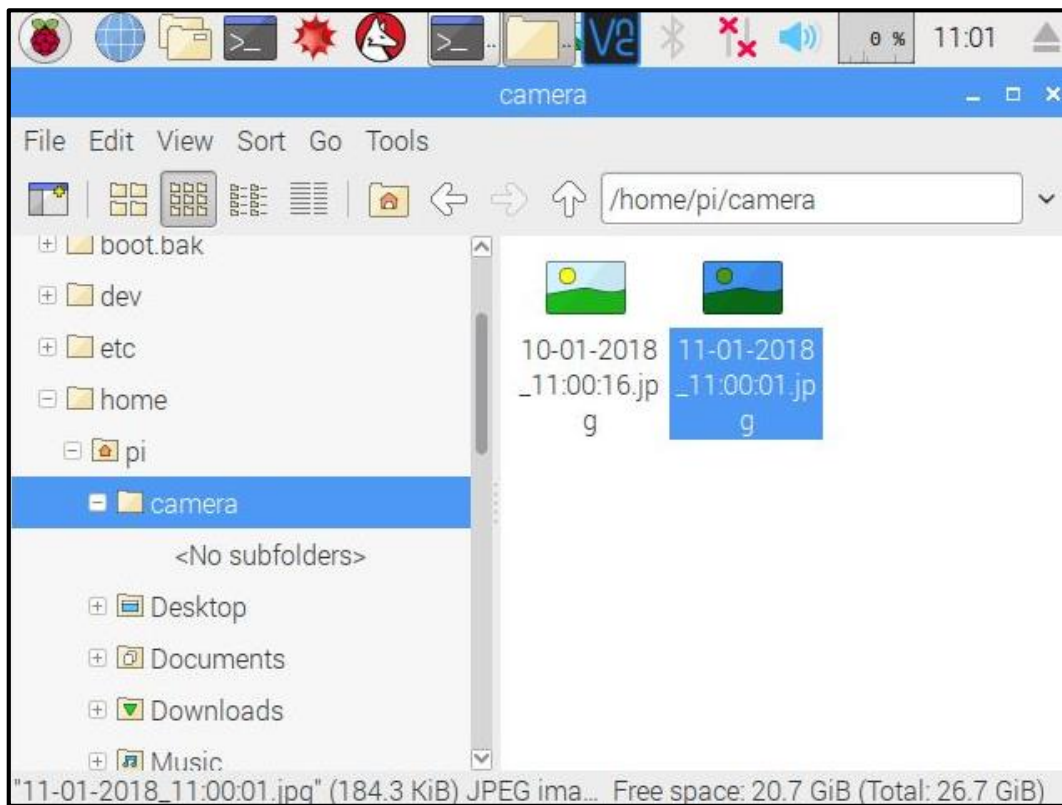 0 %
11:01
camera
File Edit View Sort Go Tools
/home/pi/camera
boot.bak
dev
etc
home
pi
camera
<No subfolders>
Desktop
Documents
Downloads
Music
10-01-2018
_11:00:16.jp
g
11-01-2018
_11:00:01.jp
g
"11-01-2018_11:00:01.jpg" (184.3 KiB) JPEG ima... Free space: 20.7 GiB (Total: 26.7 GiB)